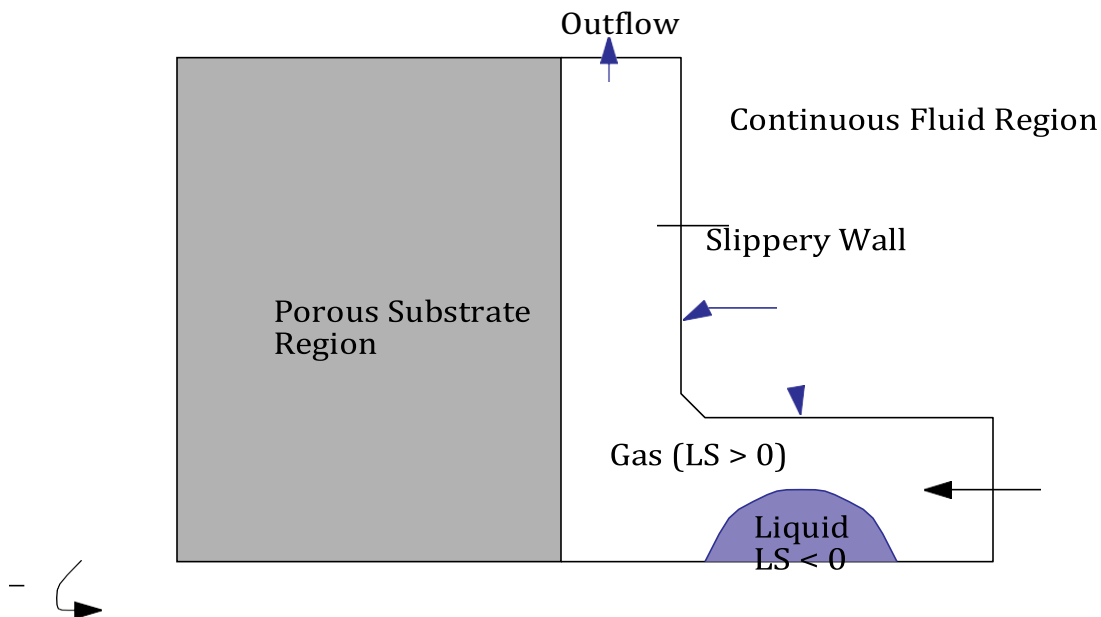 Outflow
Continuous Fluid Region
Slippery Wall
Porous Substrate
Region
Gas (LS > 0)
Liquid
LS < 0